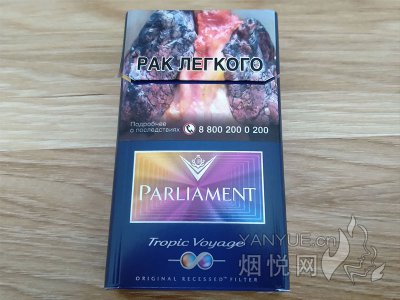 РАК ЛЕГКОГО
Подробнее
о последствиях 8 800 200 0 200
PARLIAMENT
Tropic Voyage
ORIGINAL RECESSED FILTER
YANYUE.cn
烟悦网